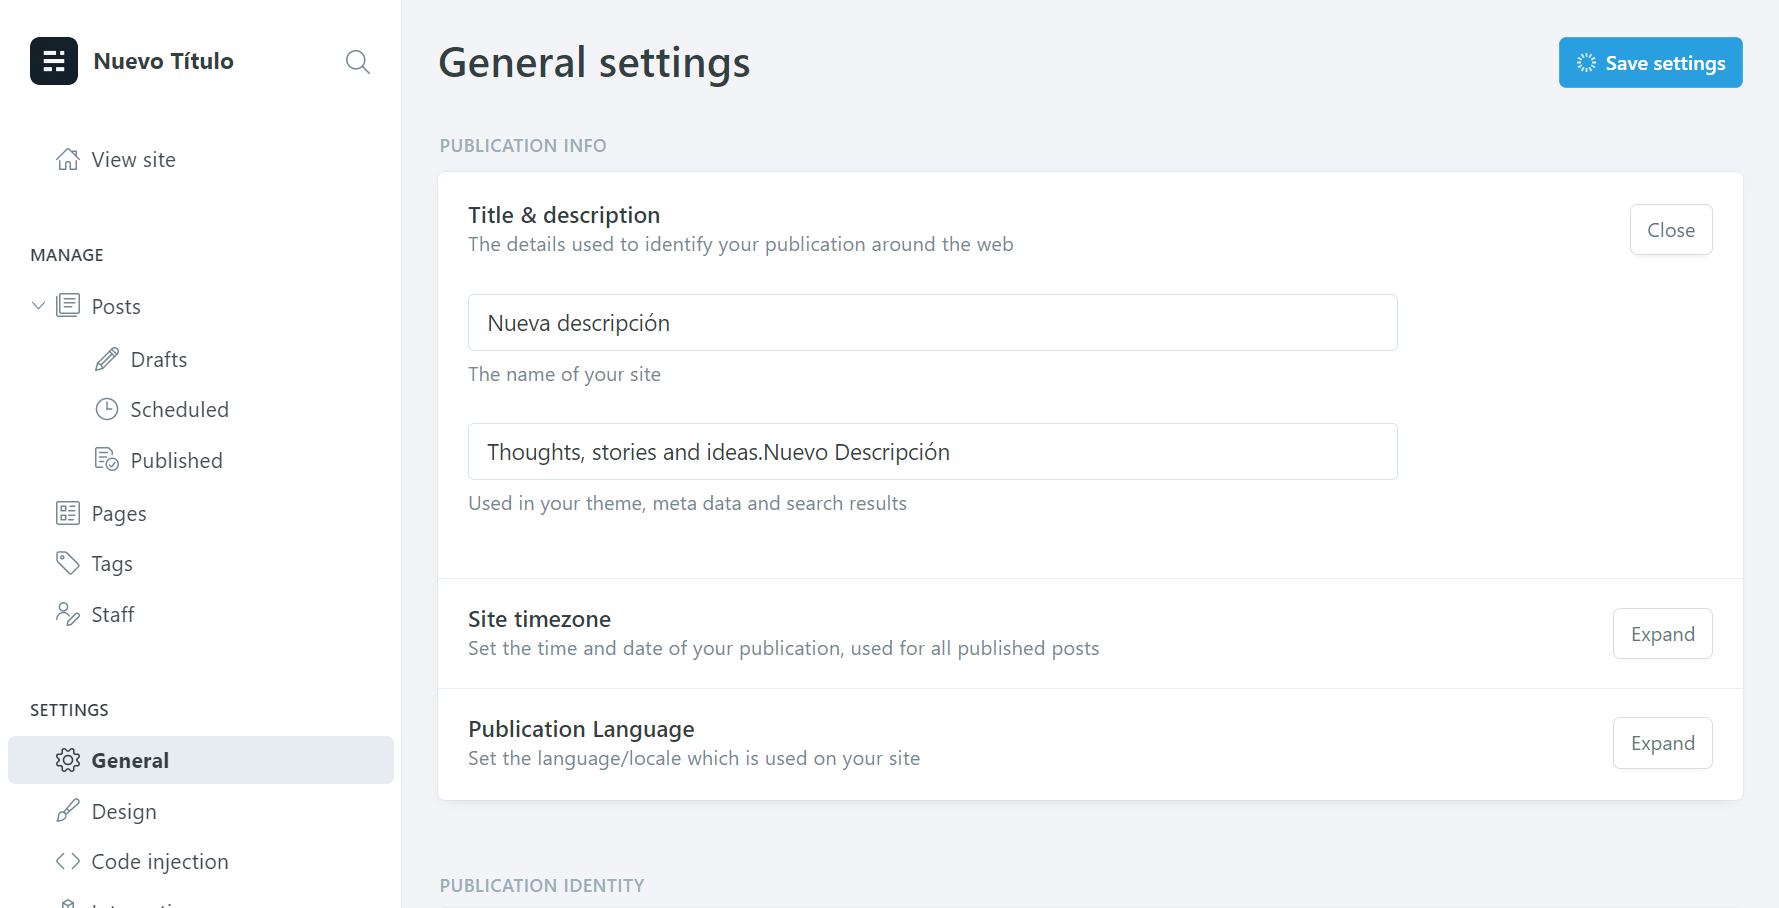 Nuevo Título
View site
MANAGE
Posts
Drafts
Scheduled
Published
Pages
Tags
Staff
SETTINGS
General
Design
Code injection
General settings
Save settings
PUBLICATION INFO
Title & description
The details used to identify your publication around the web
Close
Nueva descripción
The name of your site
Thoughts, stories and ideas.Nuevo Descripción
Used in your theme, meta data and search results
Site timezone
Set the time and date of your publication, used for all published posts
Expand
Publication Language
Set the language/locale which is used on your site
Expand
PUBLICATION IDENTITY